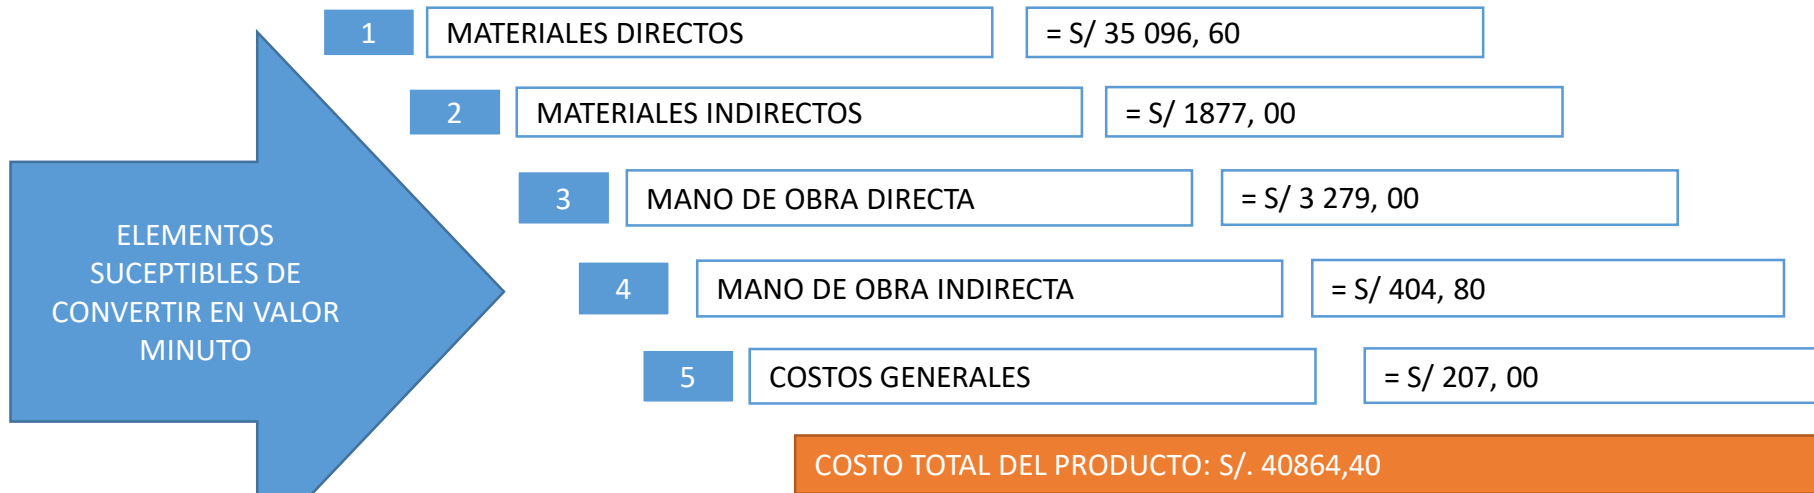 1 MATERIALES DIRECTOS = S/ 35 096, 60
2 MATERIALES INDIRECTOS = S/ 1877, 00
3 MANO DE OBRA DIRECTA = S/ 3 279, 00
ELEMENTOS
SUCEPTIBLES DE
CONVERTIR EN VALOR
MINUTO
4 MANO DE OBRA INDIRECTA = S/ 404, 80
5 COSTOS GENERALES = S/ 207, 00
COSTO TOTAL DEL PRODUCTO: S/. 40864,40